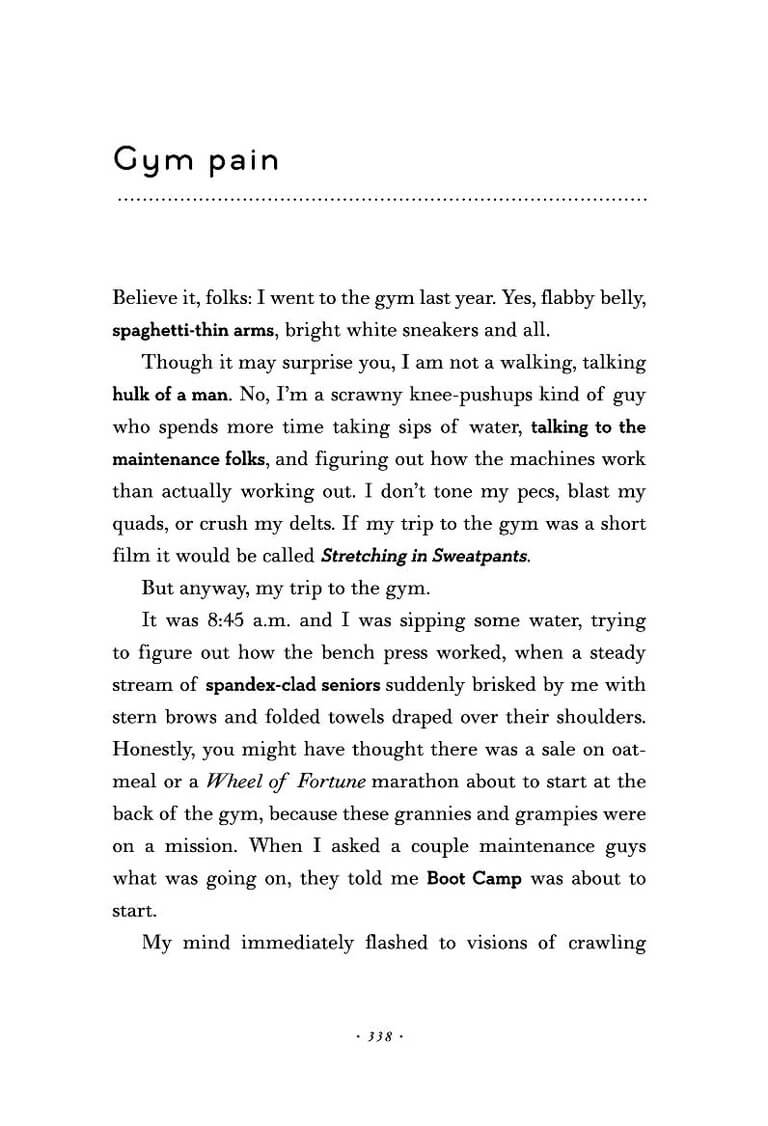 Gym pain
Believe it, folks: I went to the gym last year. Yes, flabby belly,
spaghetti-thin arms, bright white sneakers and all.
Though it may surprise you, I am not a walking, talking
hulk of a man. No, I’m a scrawny knee-pushups kind of guy
who spends more time taking sips of water, talking to the
maintenance folks, and figuring out how the machines work
than actually working out. I don’t tone my pecs, blast my
quads, or crush my delts. If my trip to the gym was a short
film it would be called Stretching in Sweatpants.
But anyway, my trip to the gym.
It was 8:45 a.m. and I was sipping some water, trying
to figure out how the bench press worked, when a steady
stream of spandex-clad seniors suddenly brisked by me with
stern brows and folded towels draped over their shoulders.
Honestly, you might have thought there was a sale on oat-
meal or a Wheel of Fortune marathon about to start at the
back of the gym, because these grannies and grampies were
on a mission. When I asked a couple maintenance guys
what was going on, they told me Boot Camp was about to
start.
My mind immediately flashed to visions of crawling
· 338 ·